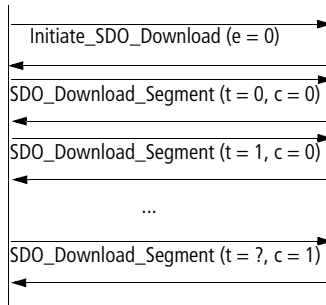 Initiate_SDO_Download (e = 0)
SDO_Download_Segment (t = 0, c = 0)
SDO_Download_Segment (t = 1, c = 0)
...
SDO_Download_Segment (t = ?, c = 1)